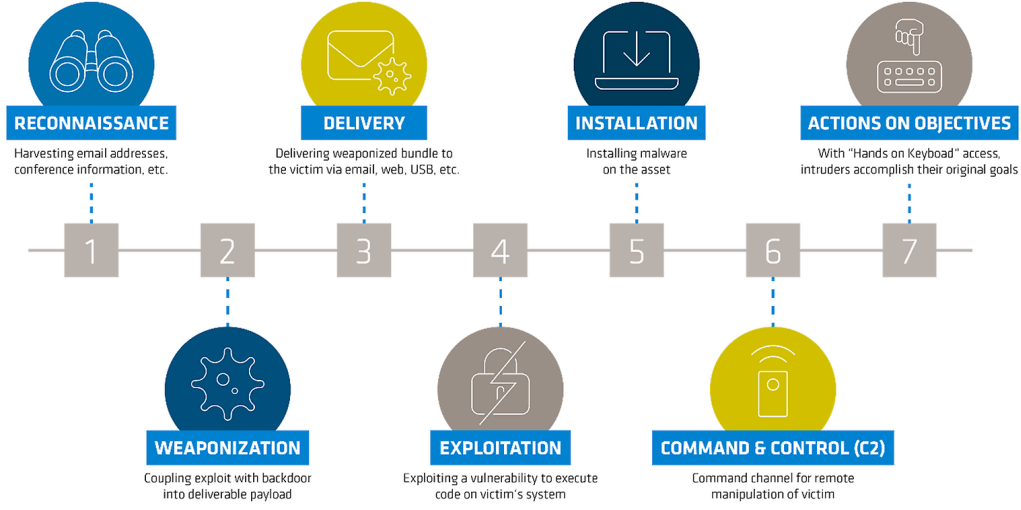 RECONNAISSANCE
Harvesting email addresses,
conference information, etc.
DELIVERY
Delivering weaponized bundle to
the victim via email, web, USB, etc.
INSTALLATION
Installing malware
on the asset
ACTIONS ON OBJECTIVES
With "Hands on Keyboad" access,
intruders accomplish their original goals
1
2
3
4
5
6
7
WEAPONIZATION
Coupling exploit with backdoor
into deliverable payload
EXPLOITATION
Exploiting a vulnerability to execute
code on victim's system
COMMAND & CONTROL (C2)
Command channel for remote
manipulation of victim